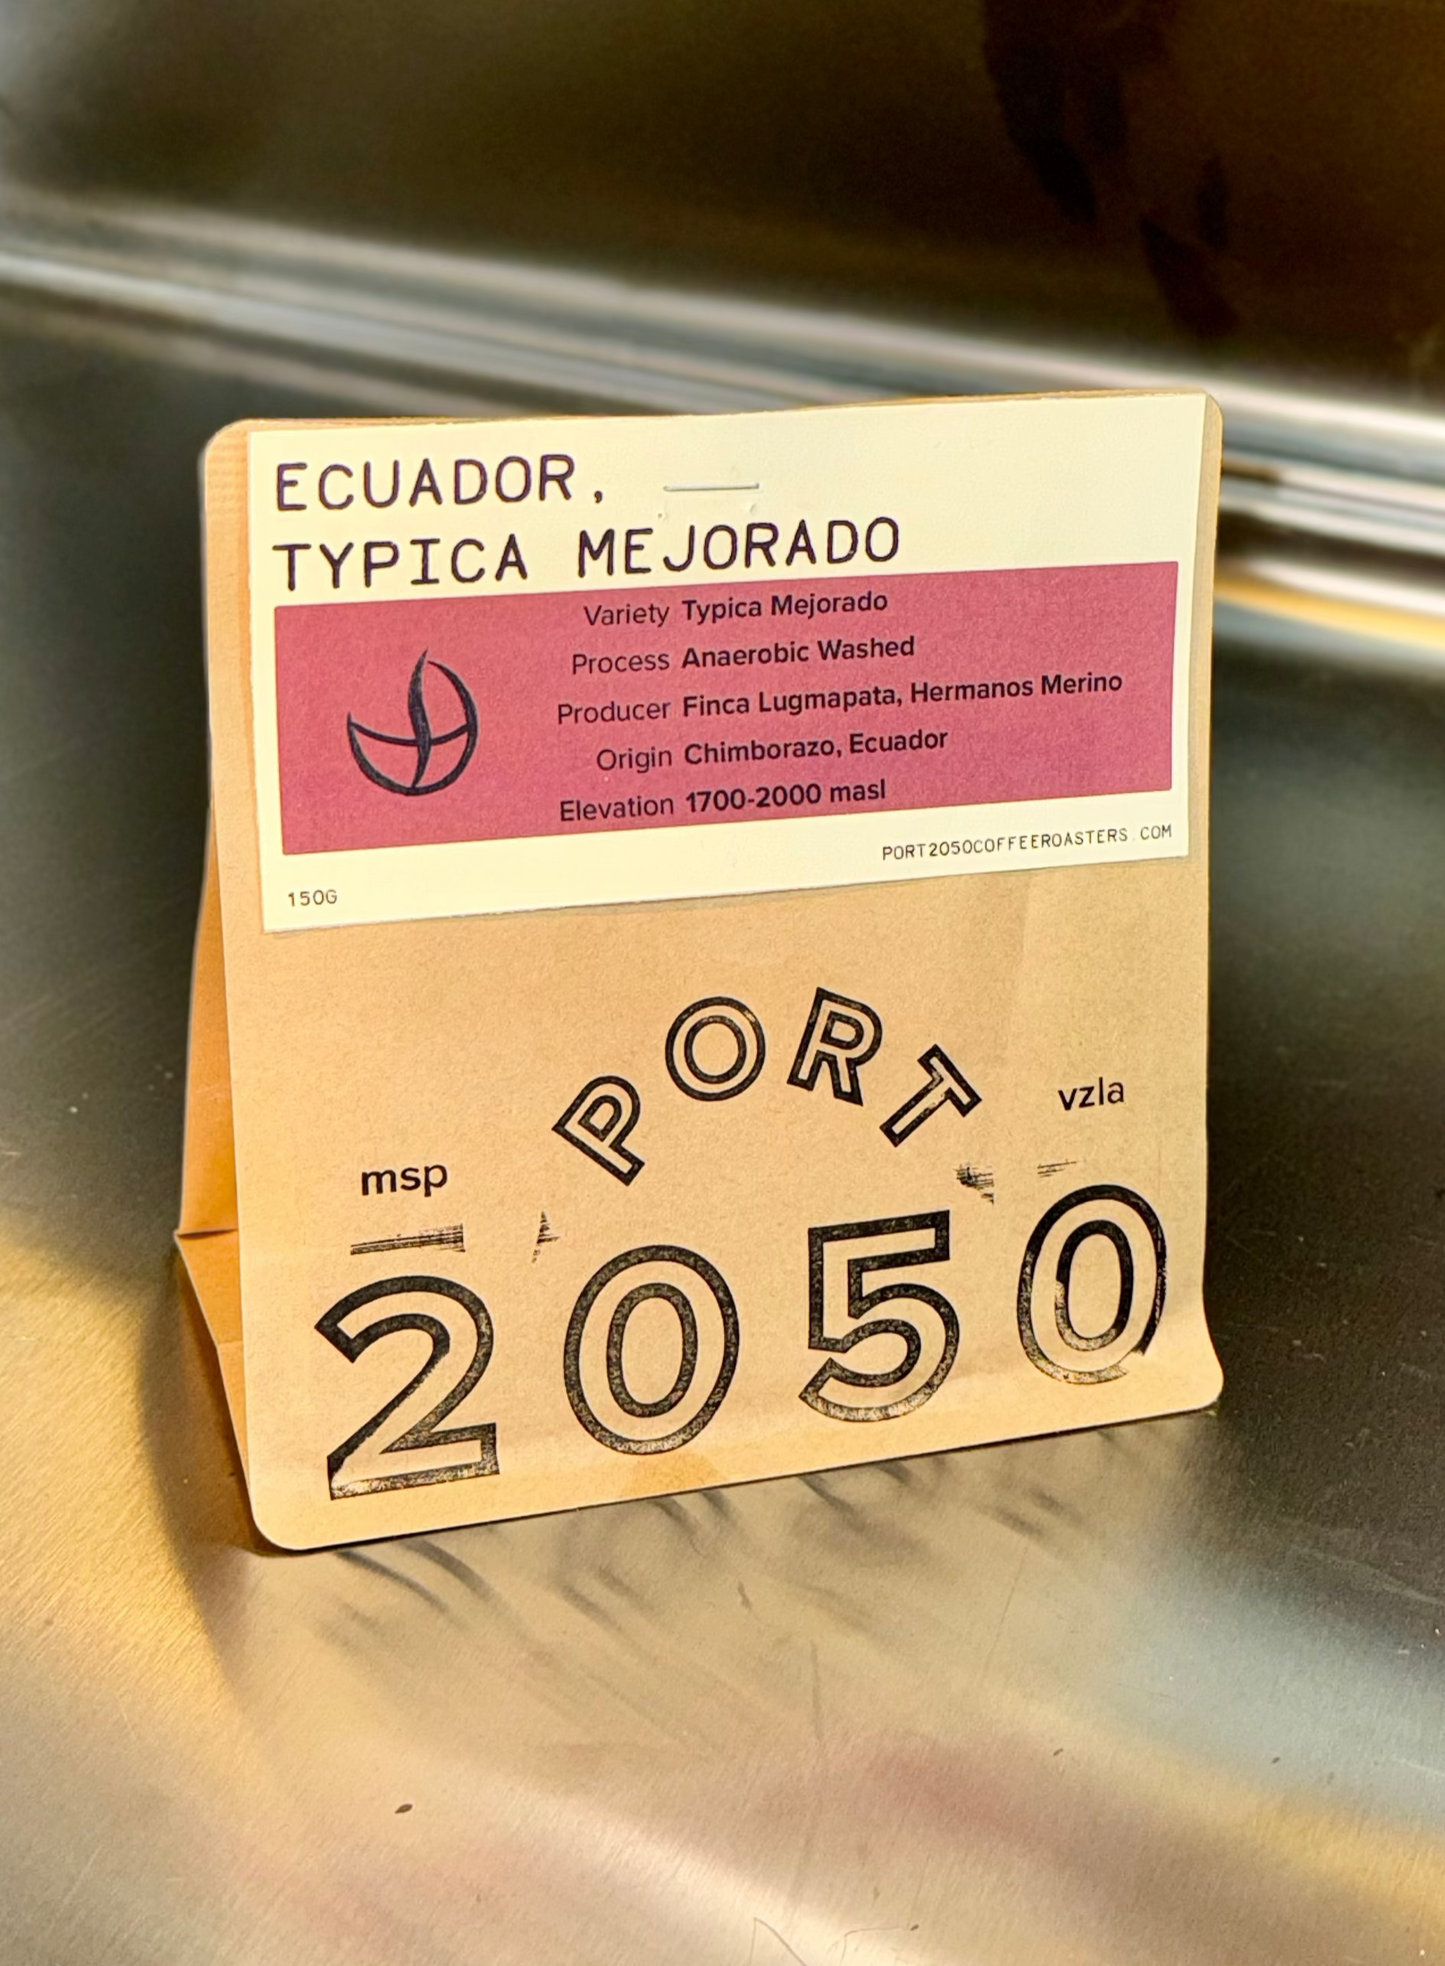 ECUADOR,
TYPICA MEJORADO
Variety Typica Mejorado
Process Anaerobic Washed
Producer Finca Lugmapata, Hermanos Merino
Origin Chimborazo, Ecuador
Elevation 1700-2000 masl
PORT2050COFFEEROASTERS.COM
150G
PORT
vzla
msp
2050